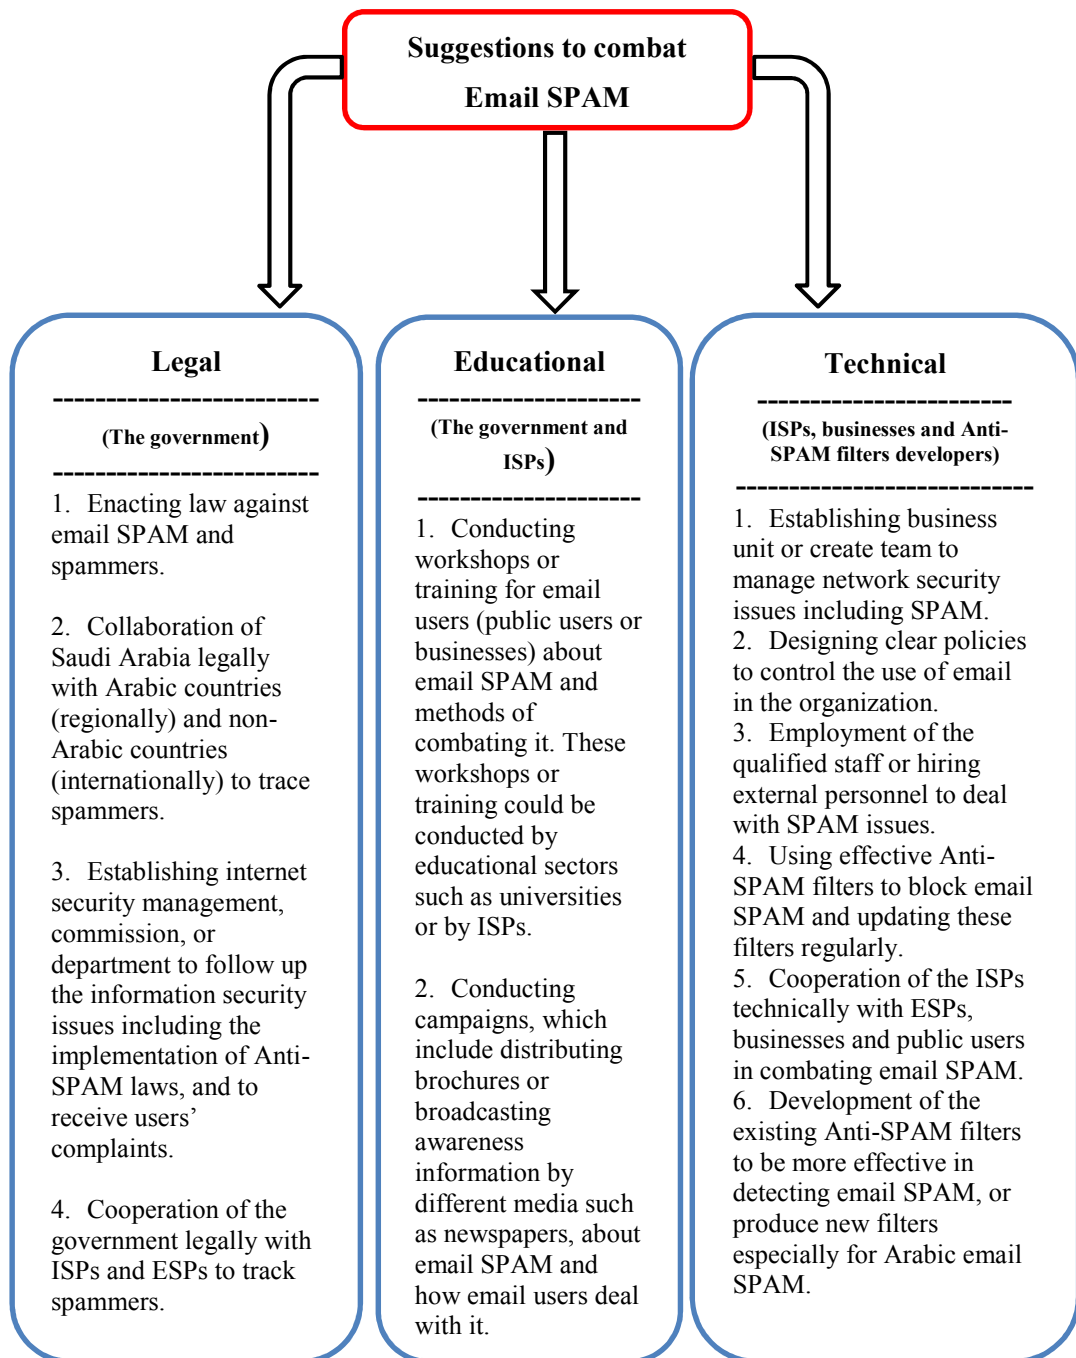 Suggestions to combat
Email SPAM
Legal
-------------------------
(The government)
-------------------------
1. Enacting law against
email SPAM and
spammers.
2. Collaboration of
Saudi Arabia legally
with Arabic countries
(regionally) and non-
Arabic countries
(internationally) to trace
spammers.
3. Establishing internet
security management,
commission, or
department to follow up
the information security
issues including the
implementation of Anti-
SPAM laws, and to
receive users’
complaints.
4. Cooperation of the
government legally with
ISPs and ESPs to track
spammers.
Educational
---------------------
(The government and
ISPs)
---------------------
1. Conducting
workshops or
training for email
users (public users or
businesses) about
email SPAM and
methods of
combating it. These
workshops or
training could be
conducted by
educational sectors
such as universities
or by ISPs.
2. Conducting
campaigns, which
include distributing
brochures or
broadcasting
awareness
information by
different media such
as newspapers, about
email SPAM and
how email users deal
with it.
Technical
------------------------
(ISPs, businesses and Anti-
SPAM filters developers)
----------------------------
1. Establishing business
unit or create team to
manage network security
issues including SPAM.
2. Designing clear policies
to control the use of email
in the organization.
3. Employment of the
qualified staff or hiring
external personnel to deal
with SPAM issues.
4. Using effective Anti-
SPAM filters to block email
SPAM and updating these
filters regularly.
5. Cooperation of the ISPs
technically with ESPs,
businesses and public users
in combating email SPAM.
6. Development of the
existing Anti-SPAM filters
to be more effective in
detecting email SPAM, or
produce new filters
especially for Arabic email
SPAM.